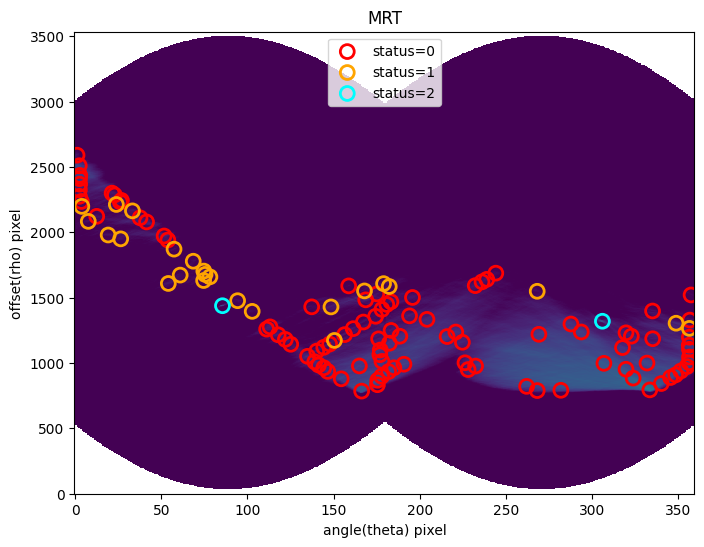 MRT
status=0
status=1
status=2
offset(rho) pixel
3500
3000
2500
2000
1500
1000
500
0
0 50 100 150 200 250 300 350
angle(theta) pixel